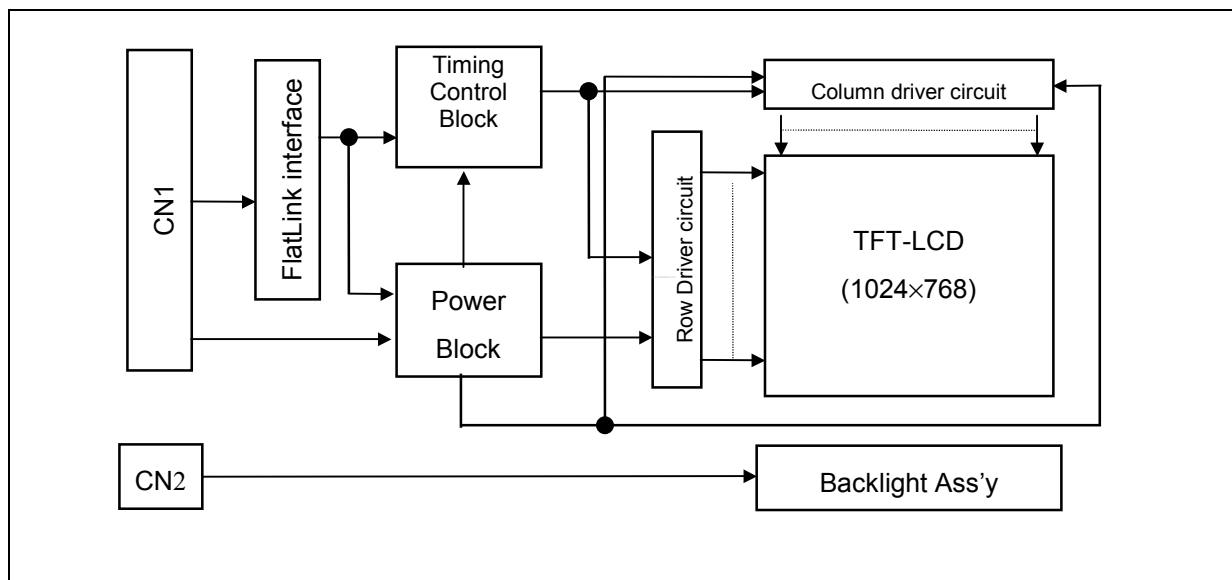 CN1
FlatLink interface
Timing
Control
Block
Power
Block
Row Driver circuit
Column driver circuit
TFT-LCD
(1024×768)
CN2
Backlight Ass'y